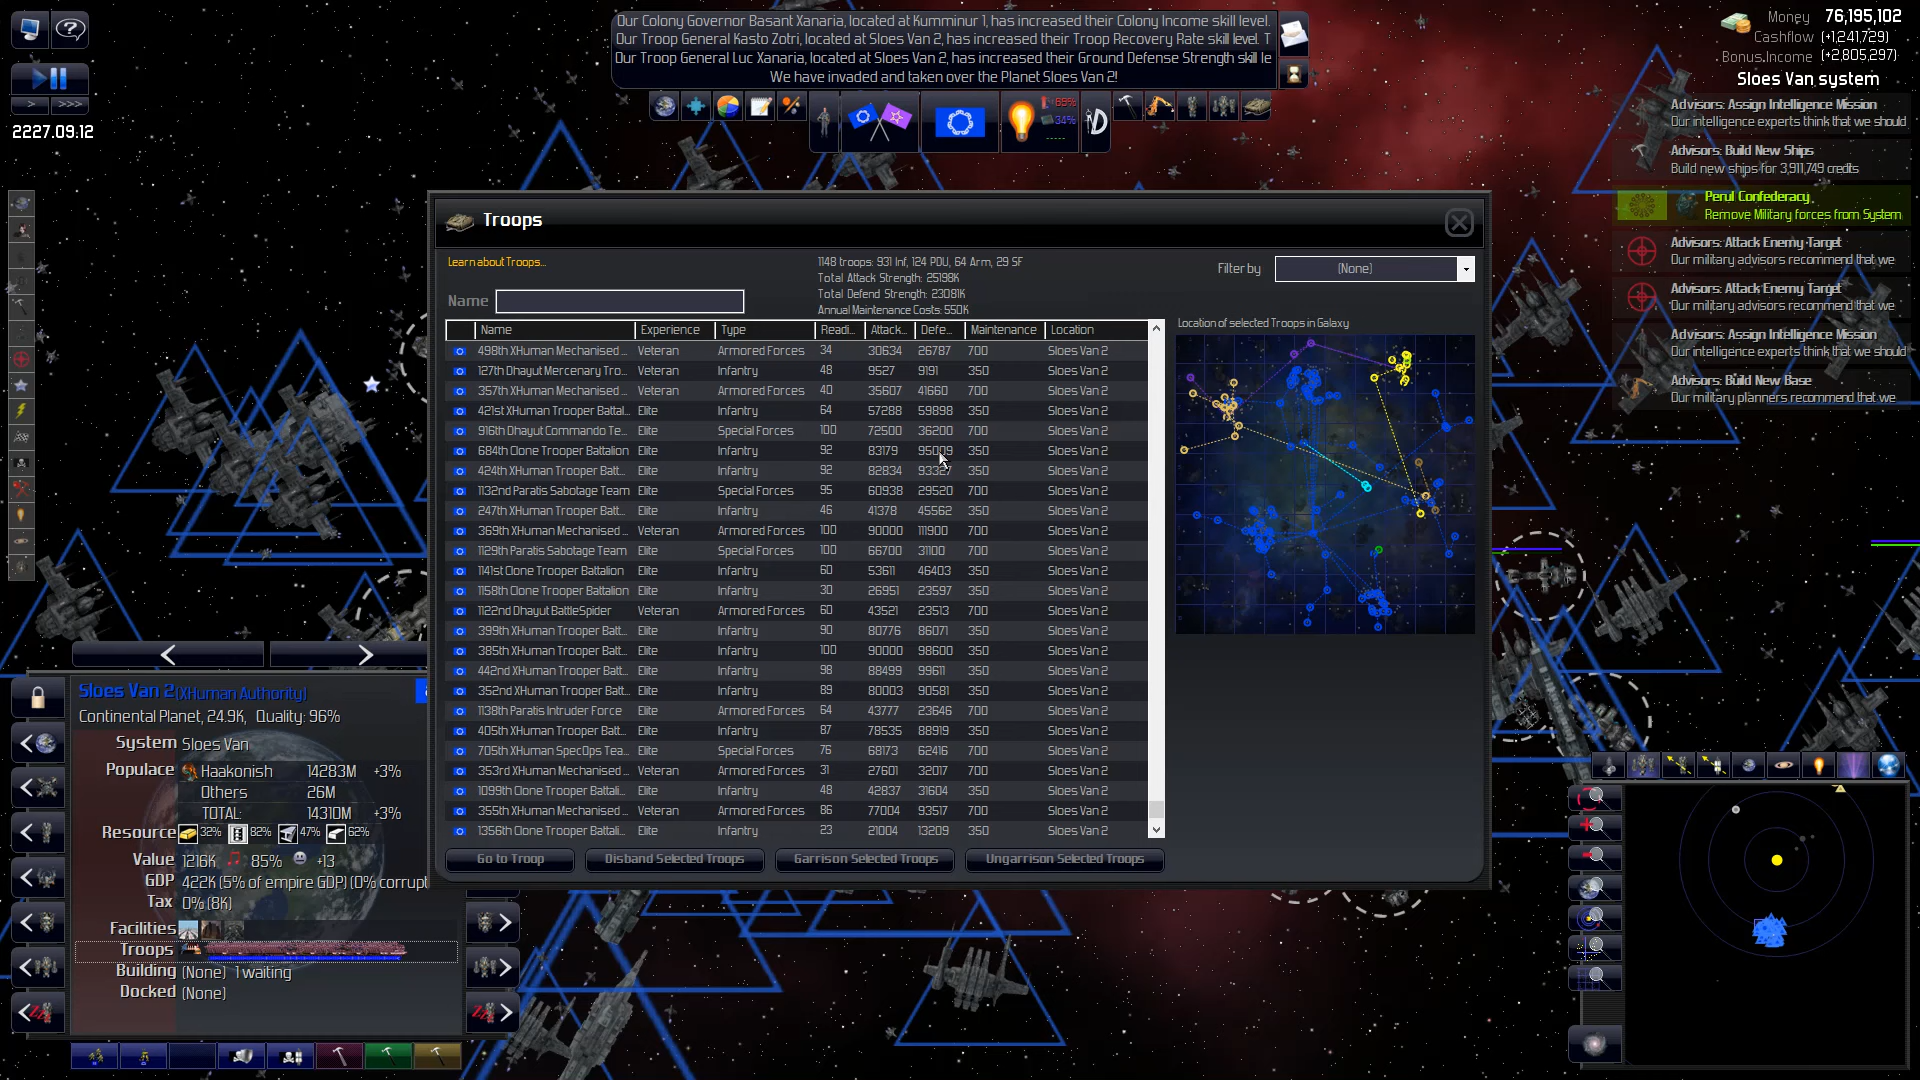 Our Colony Governor Basant Xanaria, located at Kumminur 1, has increased their Colony Income skill level.
Our Troop General Kasto Zotri, located at Sloes Van 2, has increased their Troop Recovery Rate skill level. T
Our Troop General Luc Xanaria, located at Sloes Van 2, has increased their Ground Defense Strength skill le
We have invaded and taken over the Planet Sloes Van 2!
Money 76,195,102
Cashflow (+1,241,729)
Bonus Income (+2,805,297)
Sloes Van system
> >>>
2227.09.12
69%
34%
Advisors: Assign Intelligence Mission
Our intelligence experts think that we should
Advisors: Build New Ships
Build new ships for 3,911,749 credits
Perul Confederacy
Remove Military forces from System
Advisors: Attack Enemy Target
Our military advisors recommend that we
Advisors: Attack Enemy Target
Our military advisors recommend that we
Advisors: Assign Intelligence Mission
Our intelligence experts think that we should
Advisors: Build New Base
Our military planners recommend that we
Troops
Learn about Troops...
1148 troops: 931 Inf, 124 PDU, 64 Arm, 29 SF
Total Attack Strength: 25198K
Total Defend Strength: 23081K
Annual Maintenance Costs: 550K
Filter by (None)
Name
Location of selected Troops in Galaxy
Name Experience Type Readi... Attack... Defe... Maintenance Location
498th XHuman Mechanised ... Veteran Armored Forces 34 30634 26787 700 Sloes Van 2
127th Dhayut Mercenary Tro... Veteran Infantry 48 9527 9191 350 Sloes Van 2
357th XHuman Mechanised ... Veteran Armored Forces 40 35607 41660 700 Sloes Van 2
421st XHuman Trooper Battal... Elite Infantry 64 57288 59898 350 Sloes Van 2
916th Dhayut Commando Te... Elite Special Forces 100 72500 36200 700 Sloes Van 2
684th Clone Trooper Battalion Elite Infantry 92 83179 350 Sloes Van 2
424th XHuman Trooper Batt... Elite Infantry 92 82834 93327 350 Sloes Van 2
1132nd Paratis Sabotage Team Elite Special Forces 95 60938 29520 700 Sloes Van 2
247th XHuman Trooper Batt... Elite Infantry 46 41378 45562 350 Sloes Van 2
369th XHuman Mechanised ... Veteran Armored Forces 100 90000 111900 700 Sloes Van 2
1129th Paratis Sabotage Team Elite Special Forces 100 66700 31100 700 Sloes Van 2
1141st Clone Trooper Battalion Elite Infantry 60 53611 46403 350 Sloes Van 2
1158th Clone Trooper Battalion Elite Infantry 30 26951 23597 350 Sloes Van 2
1122nd Dhayut BattleSpider Veteran Armored Forces 60 43521 23513 700 Sloes Van 2
399th XHuman Trooper Batt... Elite Infantry 90 80776 86071 350 Sloes Van 2
385th XHuman Trooper Batt... Elite Infantry 100 90000 98600 350 Sloes Van 2
442nd XHuman Trooper Batt... Elite Infantry 98 88499 99611 350 Sloes Van 2
352nd XHuman Trooper Batt... Elite Infantry 89 80003 90581 350 Sloes Van 2
1138th Paratis Intruder Force Elite Armored Forces 64 43777 23646 700 Sloes Van 2
405th XHuman Trooper Batt... Elite Infantry 87 78535 88919 350 Sloes Van 2
705th XHuman SpecOps Tea... Elite Special Forces 76 68173 62416 700 Sloes Van 2
353rd XHuman Mechanised ... Veteran Armored Forces 31 27601 32017 700 Sloes Van 2
1099th Clone Trooper Battali... Elite Infantry 48 42837 31604 350 Sloes Van 2
355th XHuman Mechanised ... Veteran Armored Forces 86 77004 93517 700 Sloes Van 2
1356th Clone Trooper Battali... Elite Infantry 23 21004 13209 350 Sloes Van 2
Go to Troop Disband Selected Troops Garrison Selected Troops Ungarrison Selected Troops
Sloes Van 2 (XHuman Authority)
Continental Planet, 24.9K, Quality: 96%
System Sloes Van
Populace Haakonish 14283M +3%
Others 26M
TOTAL: 14310M +3%
Resource 32% 82% 47% 62%
Value 1216K 85% +13
GDP 422K (5% of empire GDP) (0% corrupt
Tax 0% (8K)
Facilities
Troops
Building (None) 1 waiting
Docked (None)